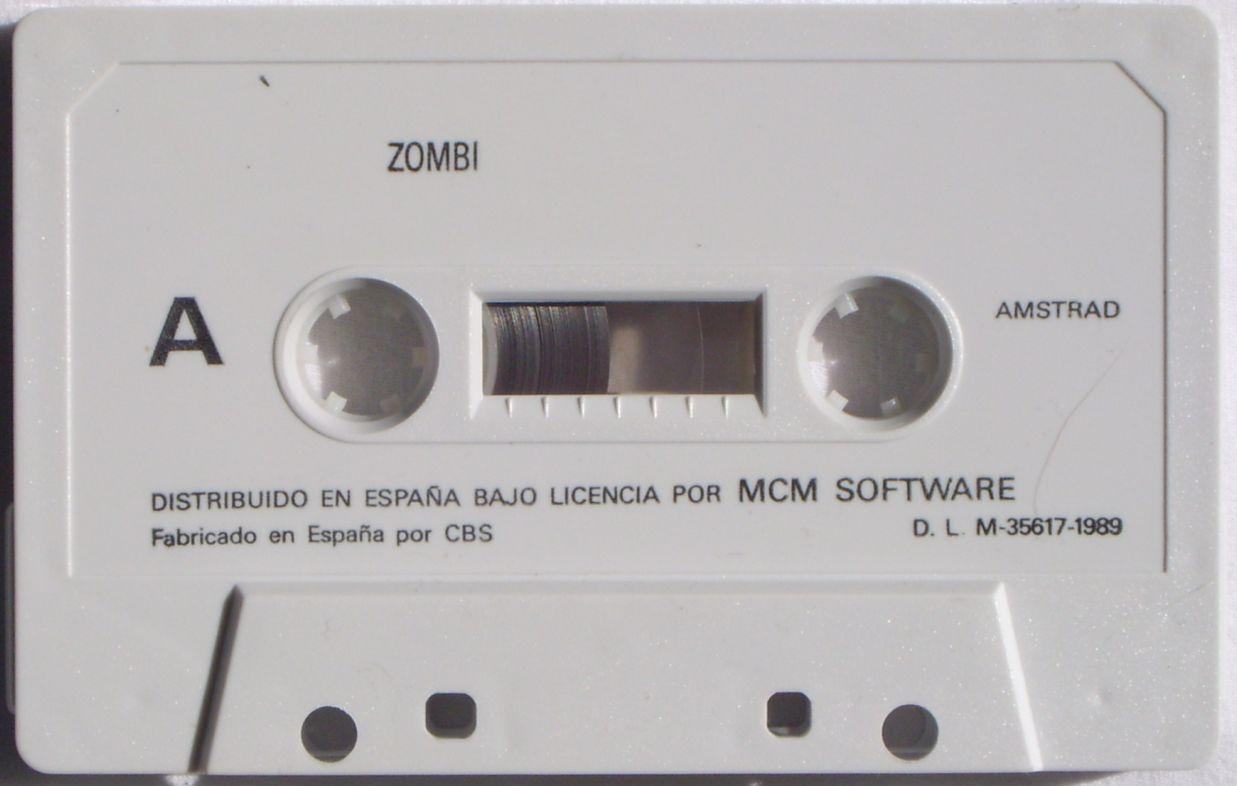 ZOMBI
A
AMSTRAD
DISTRIBUIDO EN ESPAÑA BAJO LICENCIA POR MCM SOFTWARE
Fabricado en España por CBS
D. L. M-35617-1989